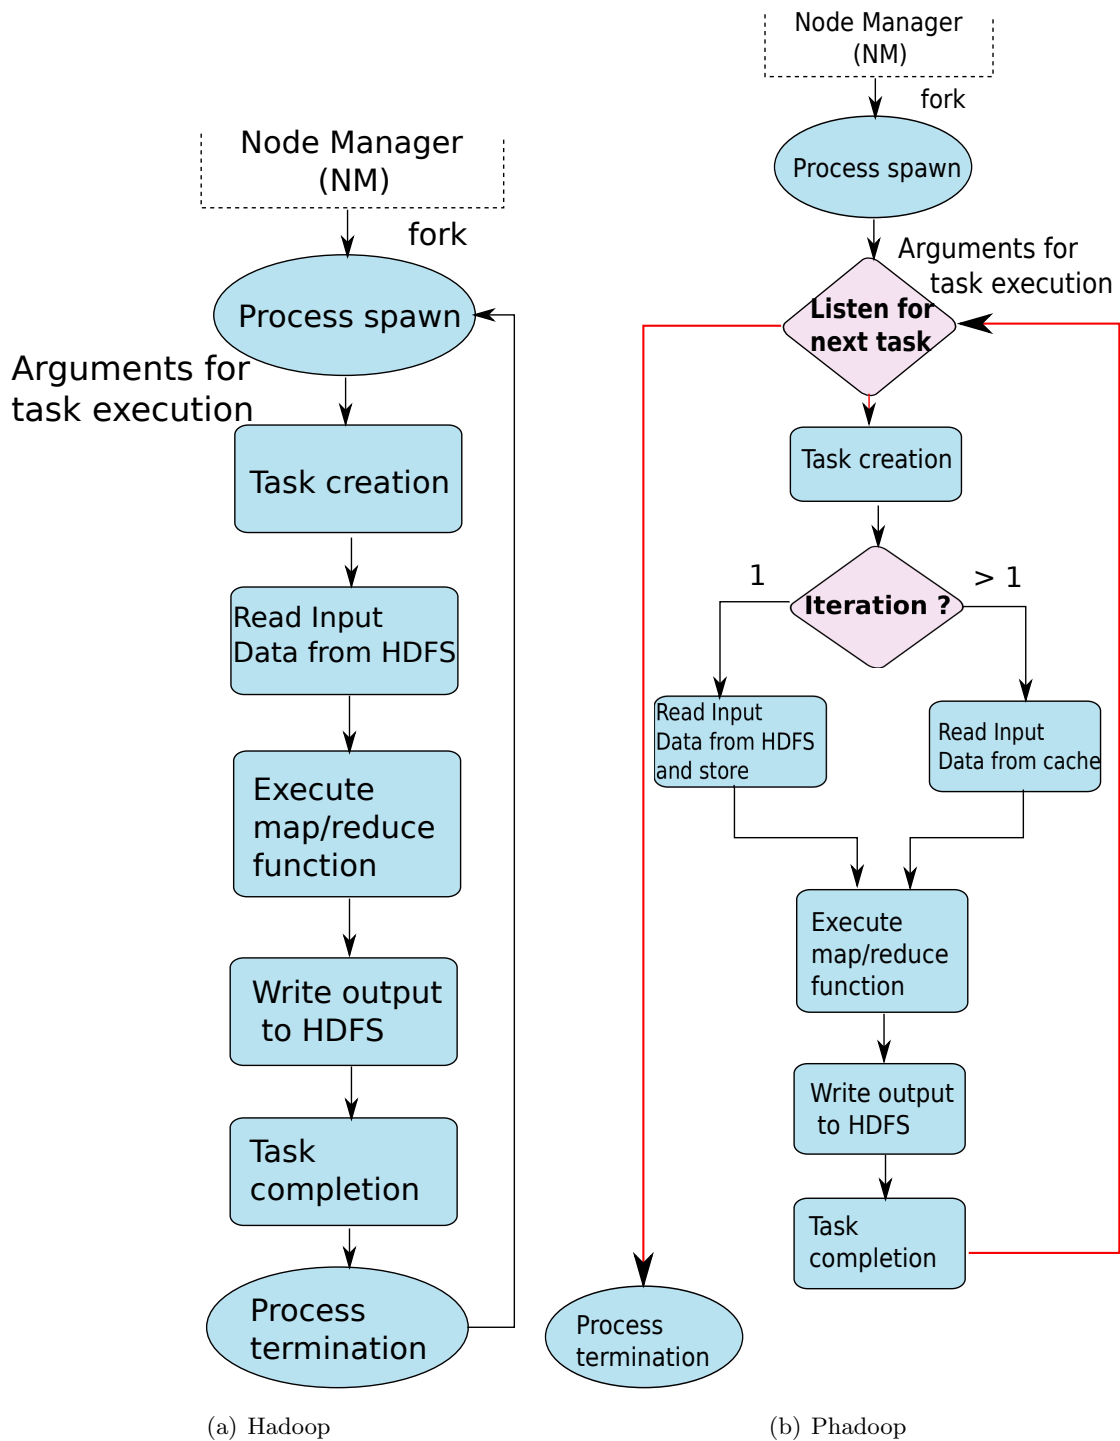 Node Manager
(NM)
fork
Process spawn
Arguments for
task execution
Task creation
Read Input
Data from HDFS
Execute
map/reduce
function
Write output
to HDFS
Task
completion
Process
termination
(a) Hadoop
Node Manager
(NM)
fork
Process spawn
Arguments for
task execution
Listen for
next task
Task creation
Iteration ?
1
> 1
Read Input
Data from HDFS
and store
Read Input
Data from cache
Execute
map/reduce
function
Write output
to HDFS
Task
completion
Process
termination
(b) Phadoop